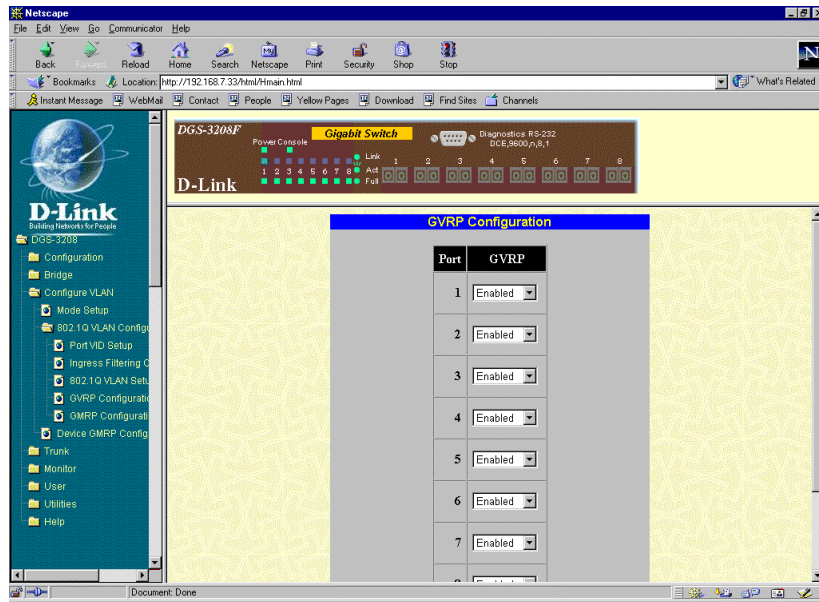 Netscape
File Edit View Go Communicator Help
Back Forward Reload Home Search Netscape Print Security Shop Stop
N
Bookmarks Location: http://192.168.7.33/html/Hmain.html What's Related
Instant Message WebMail Contact People Yellow Pages Download Find Sites Channels
D-Link
Building Networks for People
DGS-3208
Configuration
Bridge
Configure VLAN
Mode Setup
802.1Q VLAN Configu
Port VID Setup
Ingress Filtering C
802.1Q VLAN Setu
GVRP Configuratio
GMRP Configurati
Device GMRP Config
Trunk
Monitor
User
Utilities
Help
DGS-3208F
Gigabit Switch
Power Console
Diagnostics RS-232
DCE,9600,n,8,1
Link
1 2 3 4 5 6 7 8 Act
Full
1 2 3 4 5 6 7 8
D-Link
GVRP Configuration
Port GVRP
1 Enabled
2 Enabled
3 Enabled
4 Enabled
5 Enabled
6 Enabled
7 Enabled
Document: Done